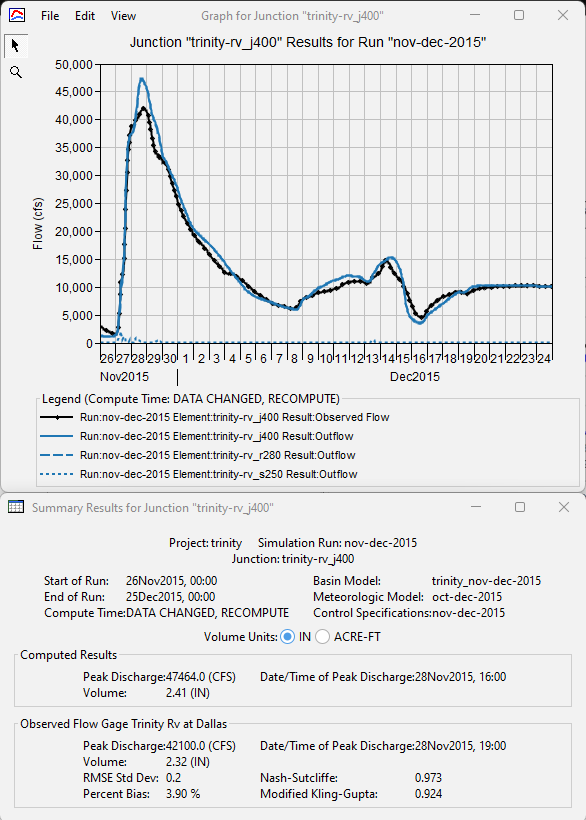 Graph for Junction "trinity-rv_j400"
File Edit View
Junction "trinity-rv_j400" Results for Run "nov-dec-2015"
50,000
45,000
40,000
35,000
30,000
25,000
20,000
15,000
10,000
5,000
0
Flow (cfs)
26 27 28 29 30 1 2 3 4 5 6 7 8 9 10 11 12 13 14 15 16 17 18 19 20 21 22 23 24
Nov2015 Dec2015
Legend (Compute Time: DATA CHANGED, RECOMPUTE)
Run:nov-dec-2015 Element:trinity-rv_j400 Result:Observed Flow
Run:nov-dec-2015 Element:trinity-rv_j400 Result:Outflow
Run:nov-dec-2015 Element:trinity-rv_r280 Result:Outflow
Run:nov-dec-2015 Element:trinity-rv_s250 Result:Outflow
Summary Results for Junction "trinity-rv_j400"
Project: trinity Simulation Run: nov-dec-2015
Junction: trinity-rv_j400
Start of Run: 26Nov2015, 00:00 Basin Model: trinity_nov-dec-2015
End of Run: 25Dec2015, 00:00 Meteorologic Model: oct-dec-2015
Compute Time:DATA CHANGED, RECOMPUTE Control Specifications:nov-dec-2015
Volume Units: IN ACRE-FT
Computed Results
Peak Discharge:47464.0 (CFS) Date/Time of Peak Discharge:28Nov2015, 16:00
Volume: 2.41 (IN)
Observed Flow Gage Trinity Rv at Dallas
Peak Discharge:42100.0 (CFS) Date/Time of Peak Discharge:28Nov2015, 19:00
Volume: 2.32 (IN)
RMSE Std Dev: 0.2 Nash-Sutcliffe: 0.973
Percent Bias: 3.90 % Modified Kling-Gupta: 0.924